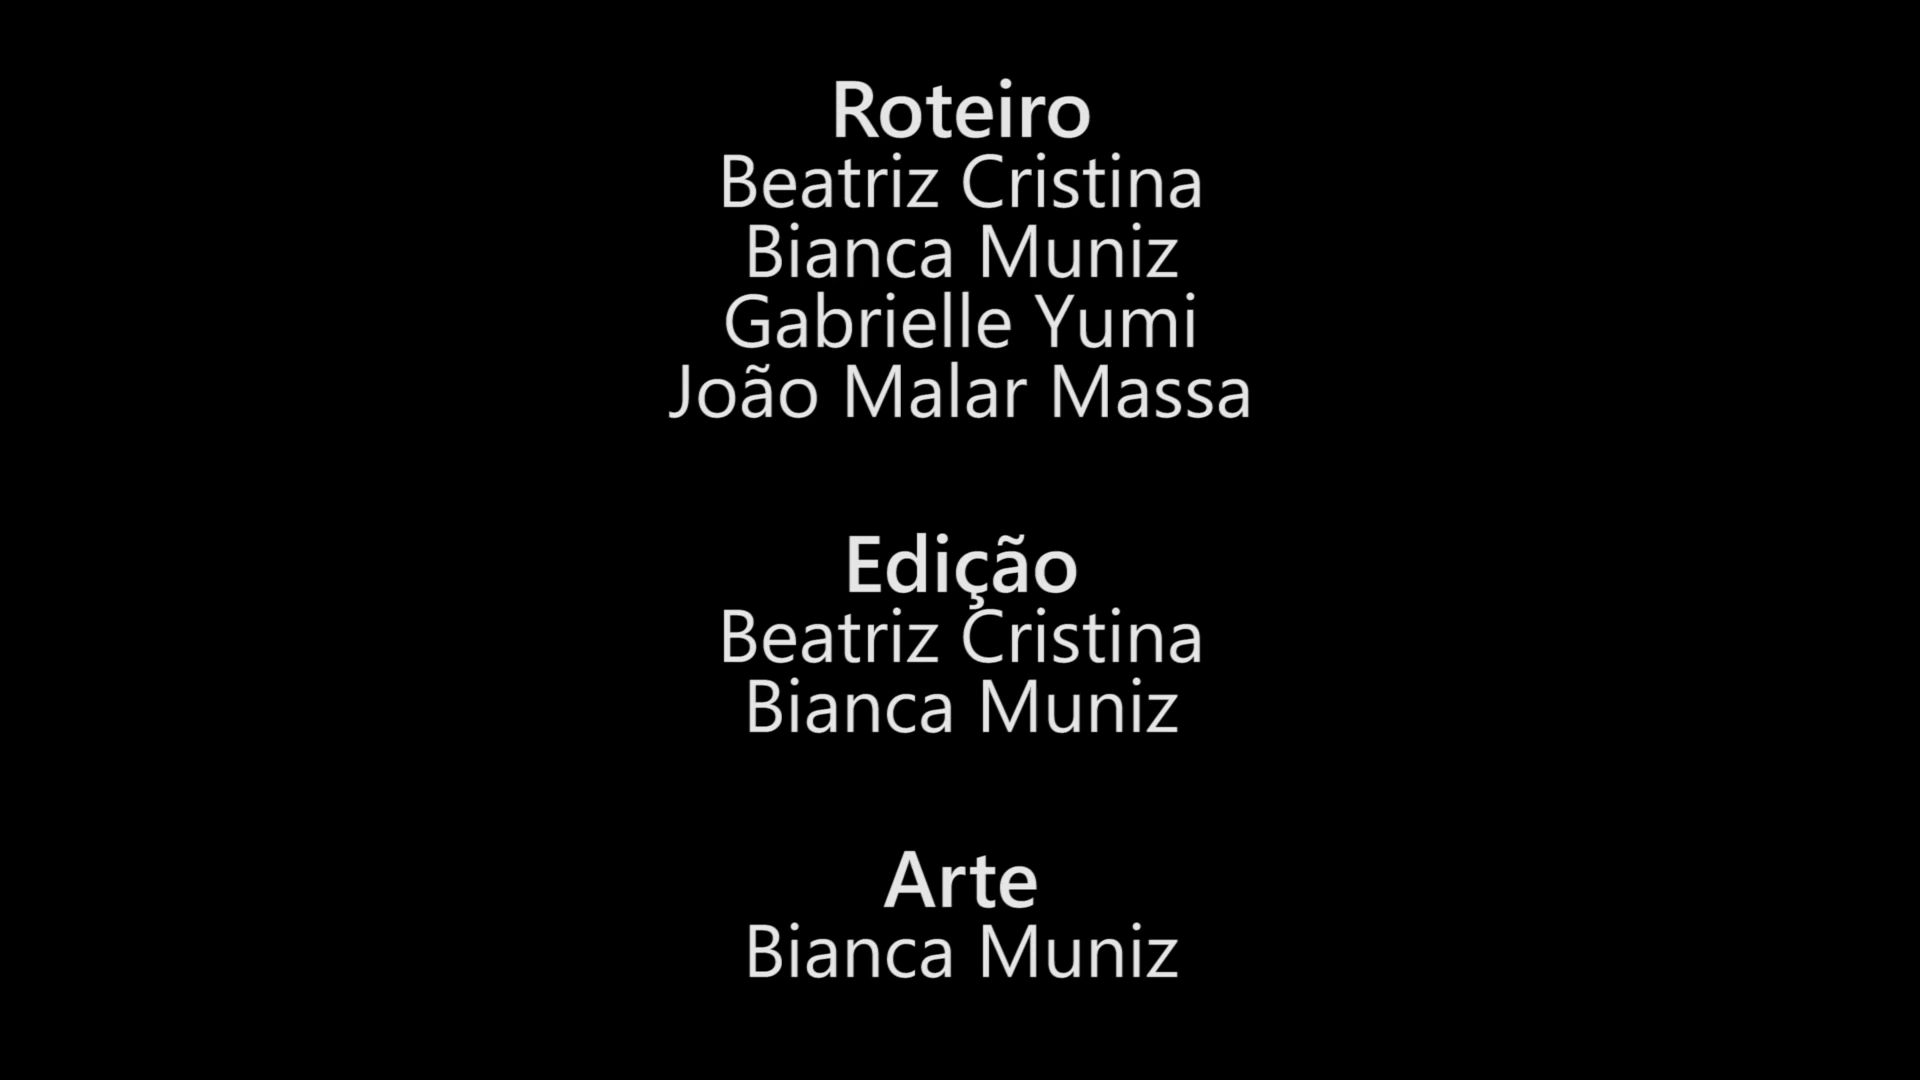 Roteiro
Beatriz Cristina
Bianca Muniz
Gabrielle Yumi
João Malar Massa
Edição
Beatriz Cristina
Bianca Muniz
Arte
Bianca Muniz